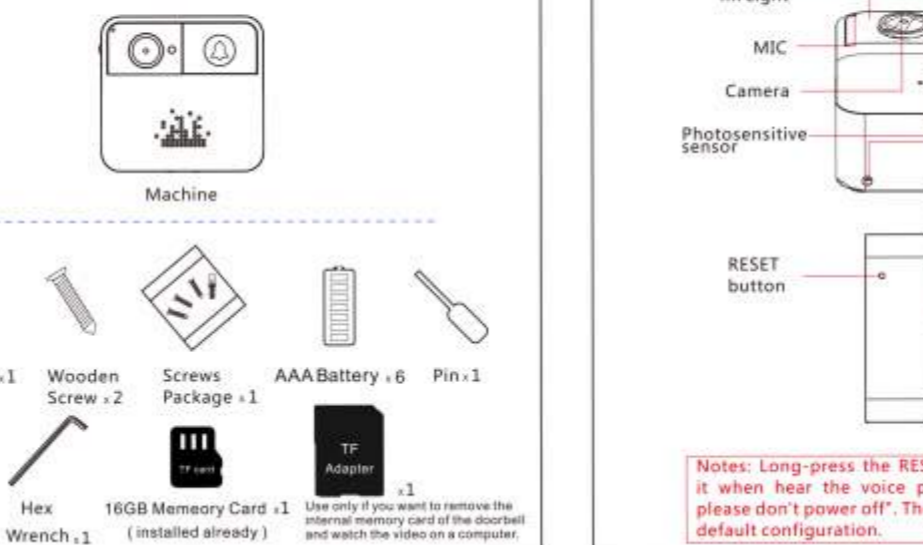 Machine
x1
Wooden
Screw x2
Screws
Package x1
AAA Battery x6
Pin x1
Hex
Wrench x1
TF card
16GB Memeory Card x1
( installed already )
TF
Adapter
x1
Use only if you want to remove the
internal memory card of the doorbell
and watch the video on a computer.
MIC
Camera
Photosensitive
sensor
RESET
button
Notes: Long-press the RES
it when hear the voice p
please don't power off". Th
default configuration.